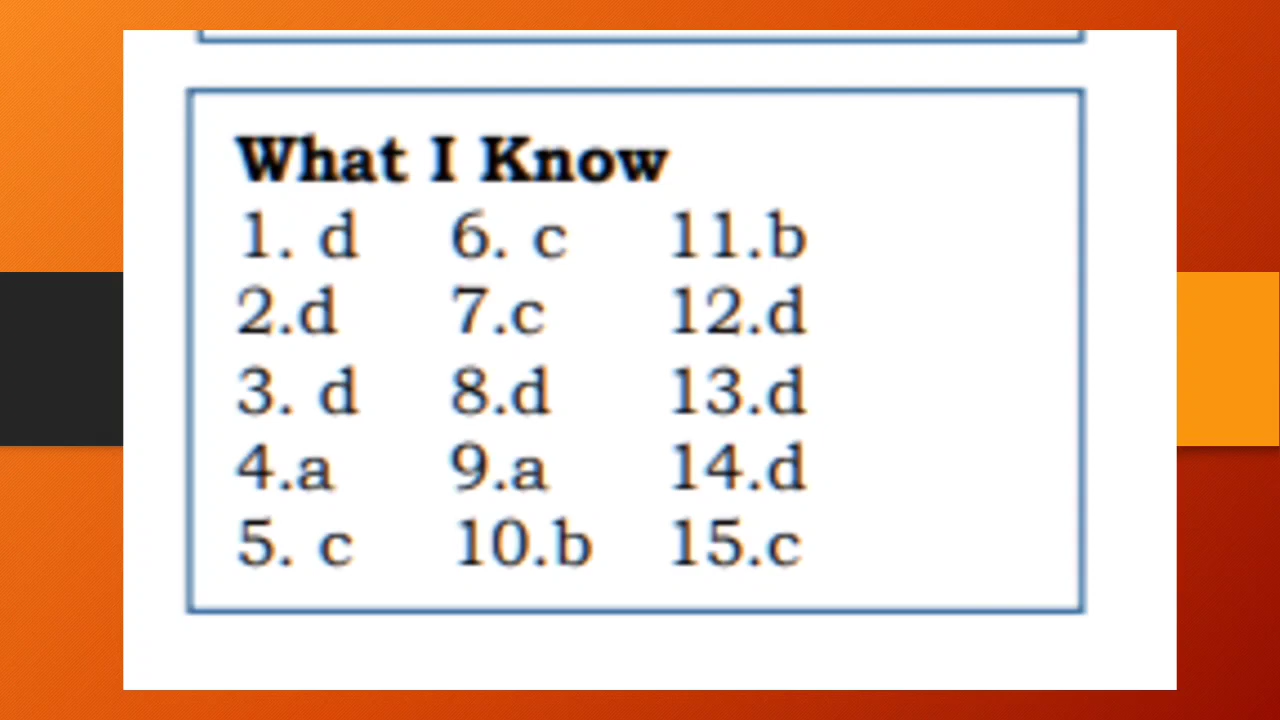 What I Know
1. d 6. c 11.b
2.d 7.c 12.d
3. d 8.d 13.d
4.a 9.a 14.d
5. c 10.b 15.c